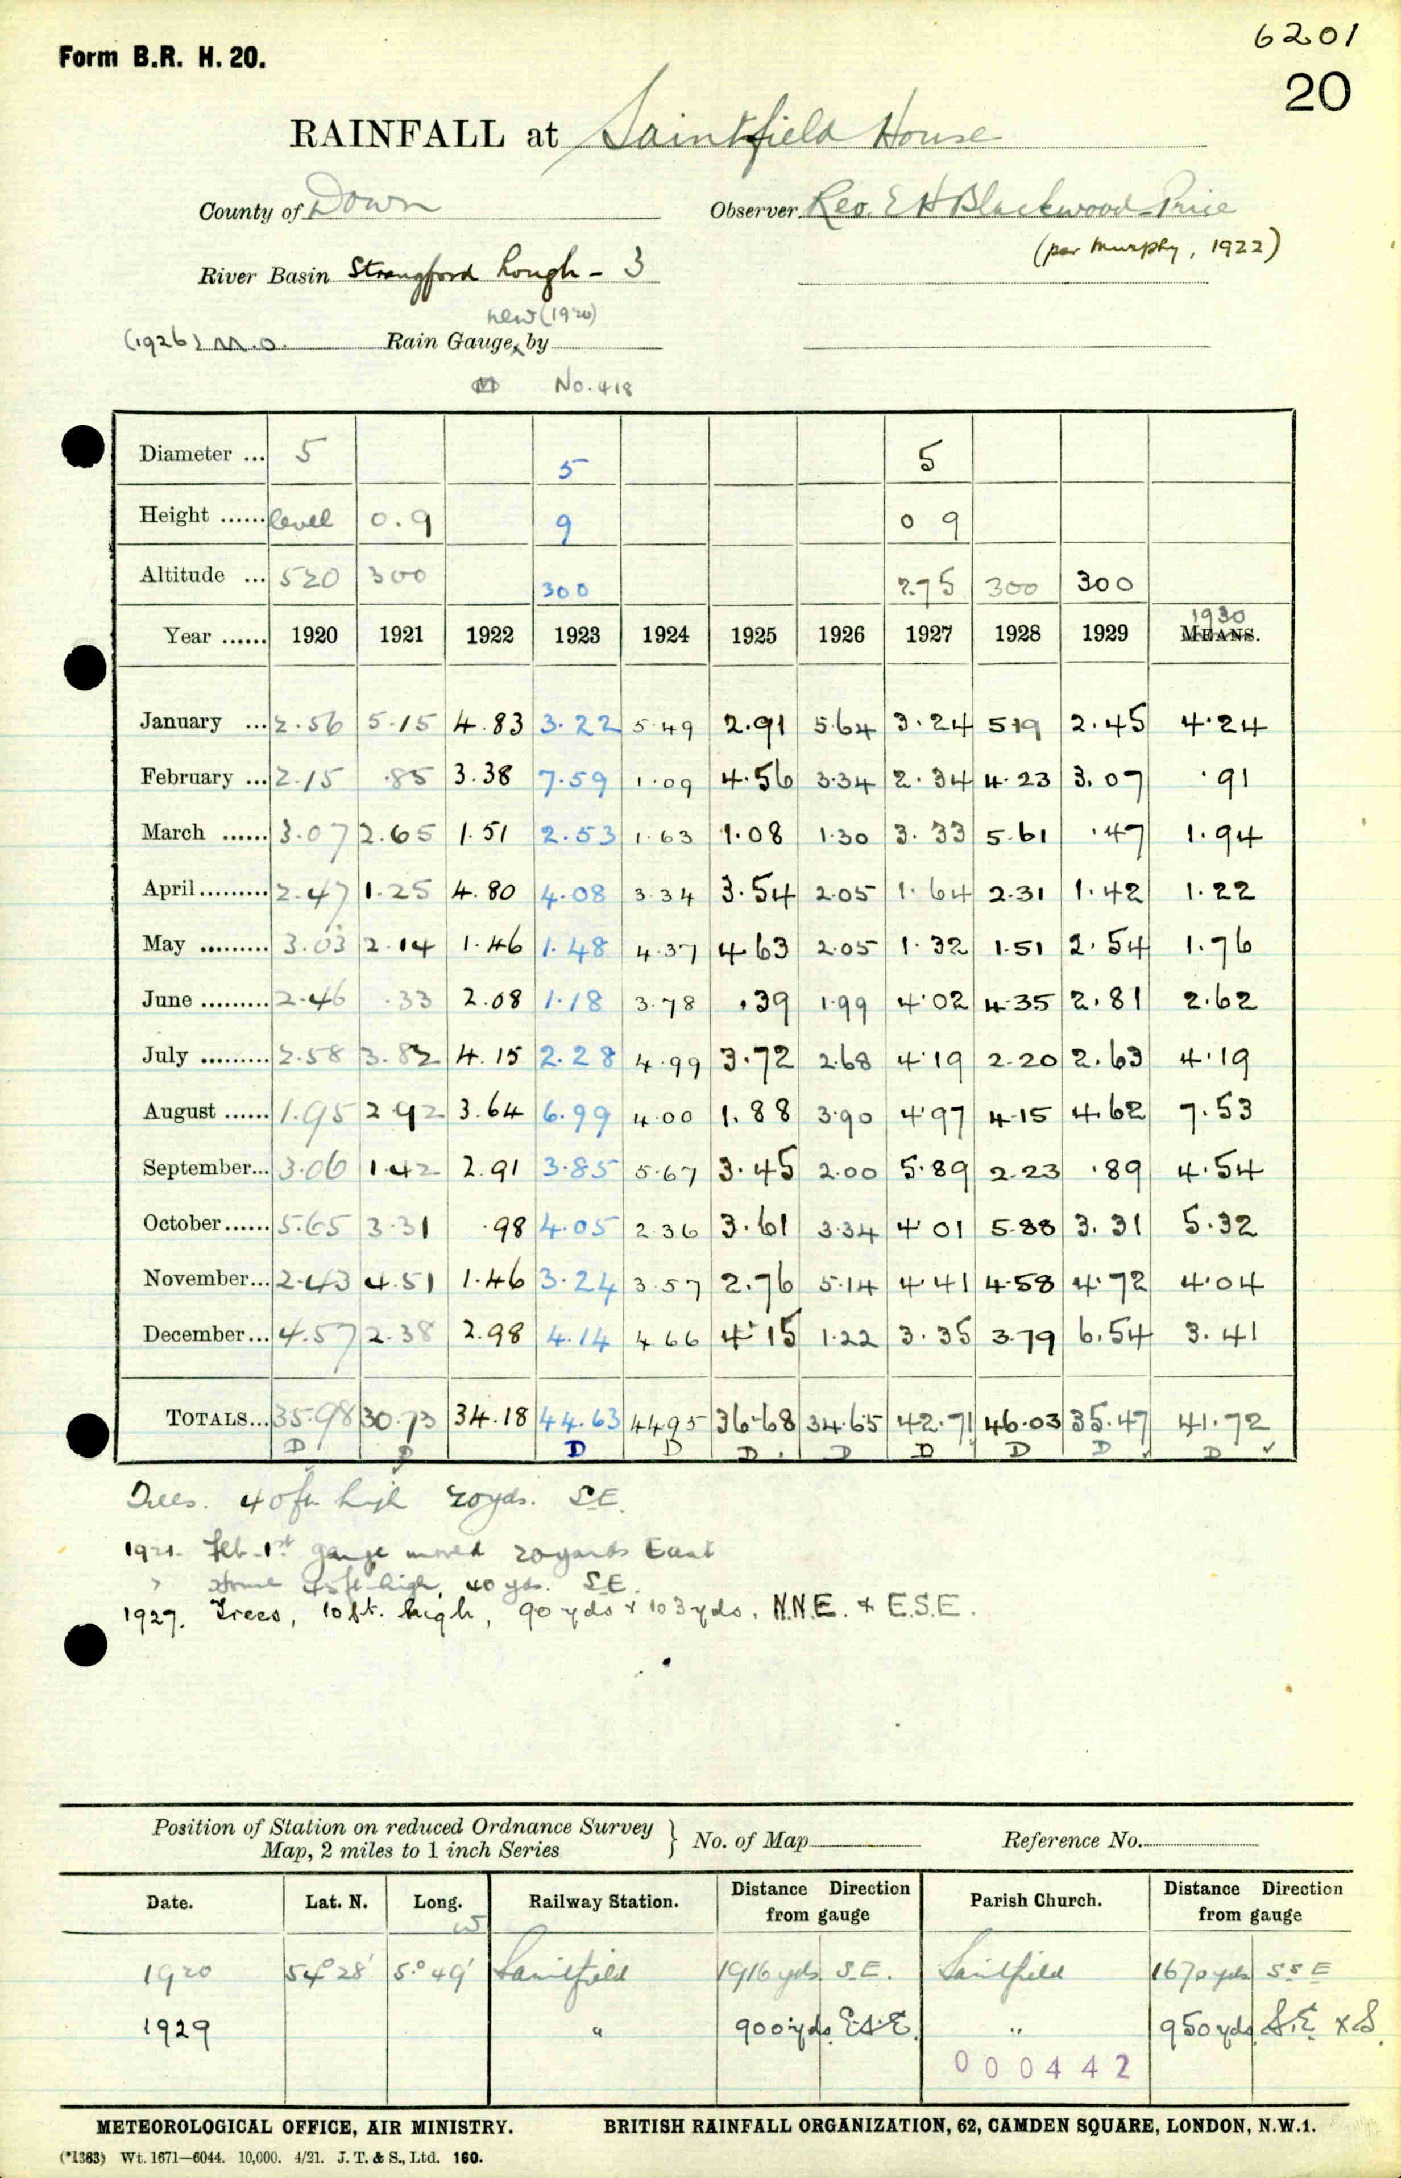 6201
Form B.R. H. 20.
20
RAINFALL at Saintfield House
County of Down Observer Rev. E H Blackwood-Price
(per Murphy, 1922)
River Basin Strangford Lough - 3
new (1920)
(1926) M.O. Rain Gauge, by
No. 418
Diameter ... 5 5 5
Height ...... level 0.9 9 0 9
Altitude ... 520 300 300 275 300 300
1930
Year ...... 1920 1921 1922 1923 1924 1925 1926 1927 1928 1929 MEANS.
January ... 2.56 5.15 4.83 3.22 5.49 2.91 5.64 3.24 5.19 2.45 4.24
February ... 2.15 .85 3.38 7.59 1.09 4.56 3.34 2.34 4.23 3.07 .91
March ...... 3.07 2.65 1.51 2.53 1.63 1.08 1.30 3.33 5.61 .47 1.94
April ......... 2.47 1.25 4.80 4.08 3.34 3.54 2.05 1.64 2.31 1.42 1.22
May ......... 3.03 2.14 1.46 1.48 4.37 4.63 2.05 1.32 1.51 2.54 1.76
June ......... 2.46 .33 2.08 1.18 3.78 .39 1.99 4.02 4.35 2.81 2.62
July ......... 2.58 3.82 4.15 2.28 4.99 3.72 2.68 4.19 2.20 2.63 4.19
August ...... 1.95 2.92 3.64 6.99 4.00 1.88 3.90 4.97 4.15 4.62 7.53
September... 3.06 1.42 2.91 3.85 5.67 3.45 2.00 5.89 2.23 .89 4.54
October...... 5.65 3.31 .98 4.05 2.36 3.61 3.34 4.01 5.88 3.31 5.32
November... 2.43 4.51 1.46 3.24 3.57 2.76 5.14 4.41 4.58 4.72 4.04
December... 4.57 2.38 2.98 4.14 4.66 4.15 1.22 3.35 3.79 6.54 3.41
TOTALS... 35.98 30.73 34.18 44.63 44.95 36.68 34.65 42.71 46.03 35.47 41.72
D D D D D D D D D D
Trees. 40ft high 20yds. SE.
1921. Feb. 1st gauge moved 20yards East
" 45ft high, 40 yds. SE.
1927. Trees, 10ft. high, 90 yds & 103yds, N.N.E. & E.S.E.
Position of Station on reduced Ordnance Survey
Map, 2 miles to 1 inch Series } No. of Map Reference No.
Date. Lat. N. Long. W Railway Station. Distance Direction from gauge Parish Church. Distance Direction from gauge
1920 54° 28' 5° 49' Saintfield 1916 yds S.E. Saintfield 1670 yds SSE
1929 " 900 yds. E.S.E. " 950 yds S.E. x S.
000442
METEOROLOGICAL OFFICE, AIR MINISTRY. BRITISH RAINFALL ORGANIZATION, 62, CAMDEN SQUARE, LONDON, N.W.1.
(*1383) Wt. 1671—6044. 10,000. 4/21. J. T. & S., Ltd. 160.